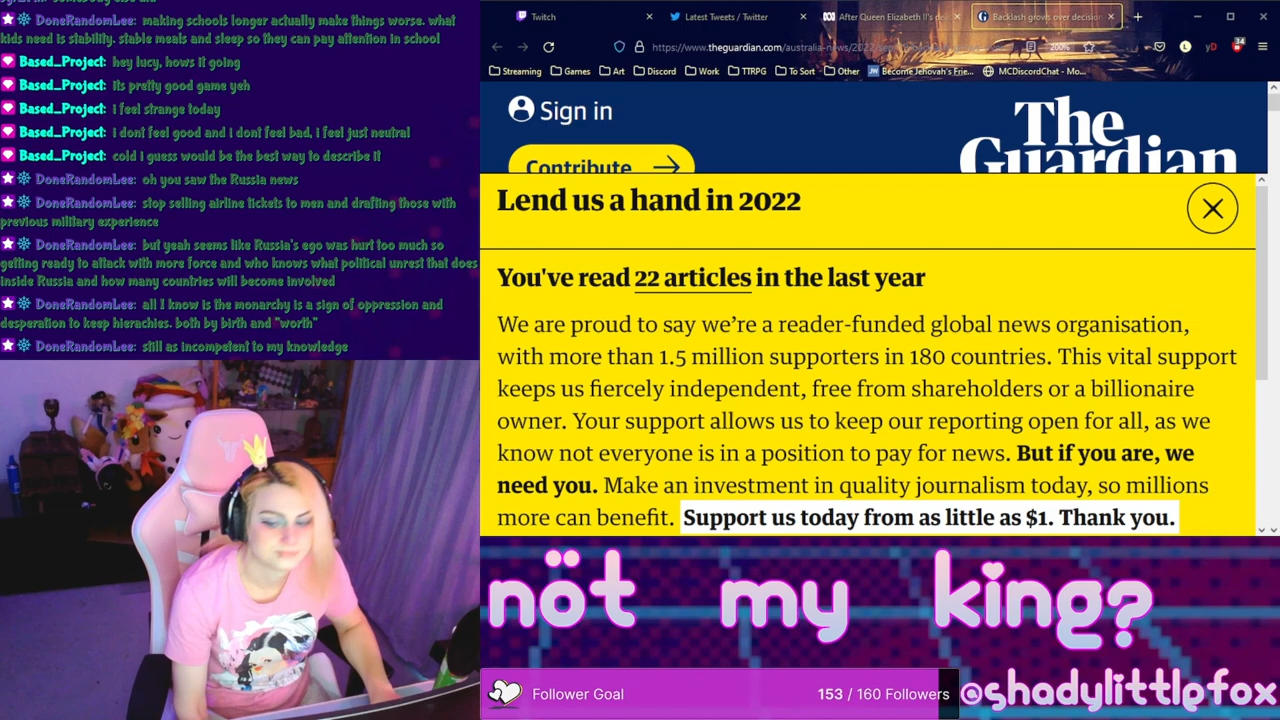 DoneRandomLee: making schools longer actually make things worse. what
kids need is stability. stable meals and sleep so they can pay attention in school
Based_Project: hey lucy, hows it going
Based_Project: its pretty good game yeh
Based_Project: i feel strange today
Based_Project: i dont feel good and i dont feel bad, i feel just neutral
Based_Project: cold i guess would be the best way to describe it
DoneRandomLee: oh you saw the Russia news
DoneRandomLee: stop selling airline tickets to men and drafting those with
previous military experience
DoneRandomLee: but yeah seems like Russia's ego was hurt too much so
getting ready to attack with more force and who knows what political unrest that does
inside Russia and how many countries will become involved
DoneRandomLee: all I know is the monarchy is a sign of oppression and
desperation to keep hierachies. both by birth and "worth"
DoneRandomLee: still as incompetent to my knowledge
Twitch
Latest Tweets / Twitter
After Queen Elizabeth II's
Backlash grows over decision
https://www.theguardian.com/australia-news/2022/
200%
Streaming Games Art Discord Work TTRPG To Sort Other Become Jehovah's Frie... MCDiscordChat - Mo...
Sign in
The
Guardian
Contribute
Lend us a hand in 2022
You've read 22 articles in the last year
We are proud to say we’re a reader-funded global news organisation,
with more than 1.5 million supporters in 180 countries. This vital support
keeps us fiercely independent, free from shareholders or a billionaire
owner. Your support allows us to keep our reporting open for all, as we
know not everyone is in a position to pay for news. But if you are, we
need you. Make an investment in quality journalism today, so millions
more can benefit. Support us today from as little as $1. Thank you.
nöt my king?
Follower Goal 153 / 160 Followers
@shadylittlefox